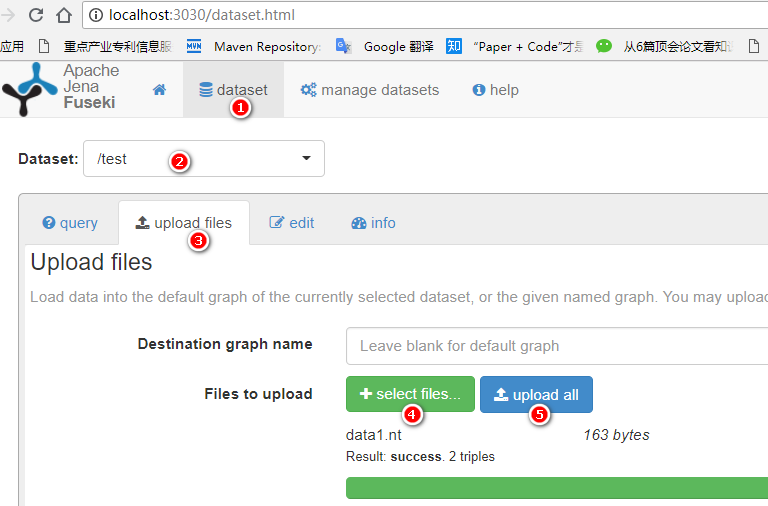 localhost:3030/dataset.html
应用 重点产业专利信息服 Maven Repository: Google 翻译 知 "Paper + Code"才是 从6篇顶会论文看知识
Apache
Jena
Fuseki
dataset manage datasets help
1
Dataset: /test 2
query upload files edit info
3
Upload files
Load data into the default graph of the currently selected dataset, or the given named graph. You may upload
Destination graph name Leave blank for default graph
Files to upload select files... upload all
4 5
data1.nt 163 bytes
Result: success. 2 triples